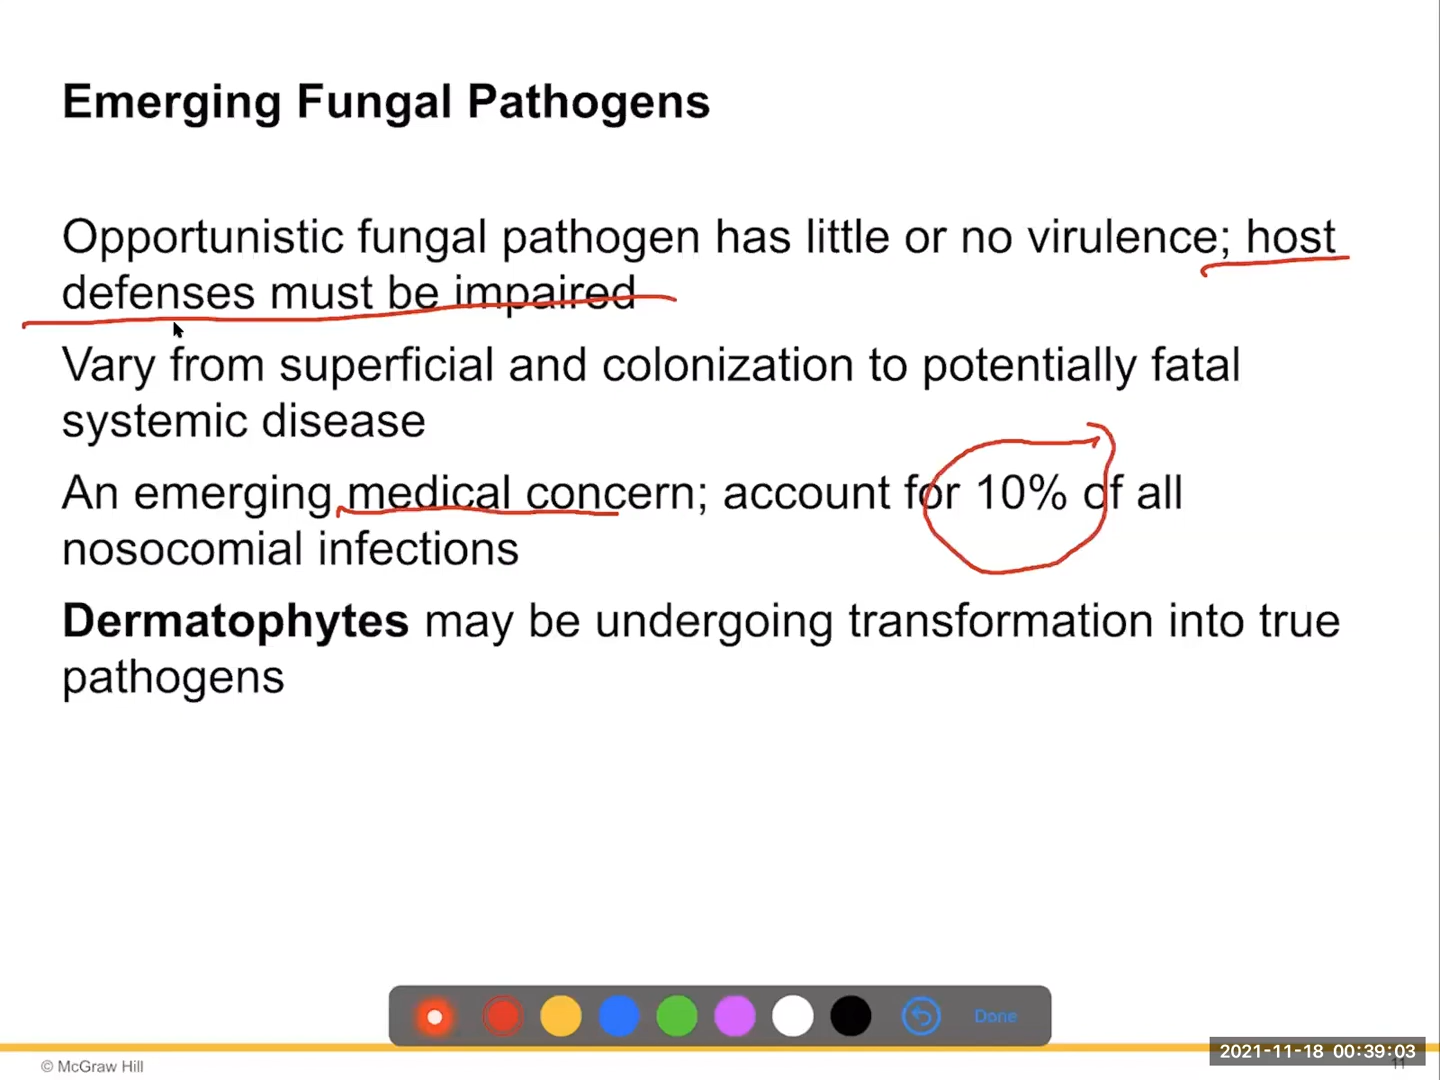 Emerging Fungal Pathogens
Opportunistic fungal pathogen has little or no virulence; host
defenses must be impaired
Vary from superficial and colonization to potentially fatal
systemic disease
An emerging medical concern; account for 10% of all
nosocomial infections
Dermatophytes may be undergoing transformation into true
pathogens
Done
2021-11-18 00:39:03
© McGraw Hill
11